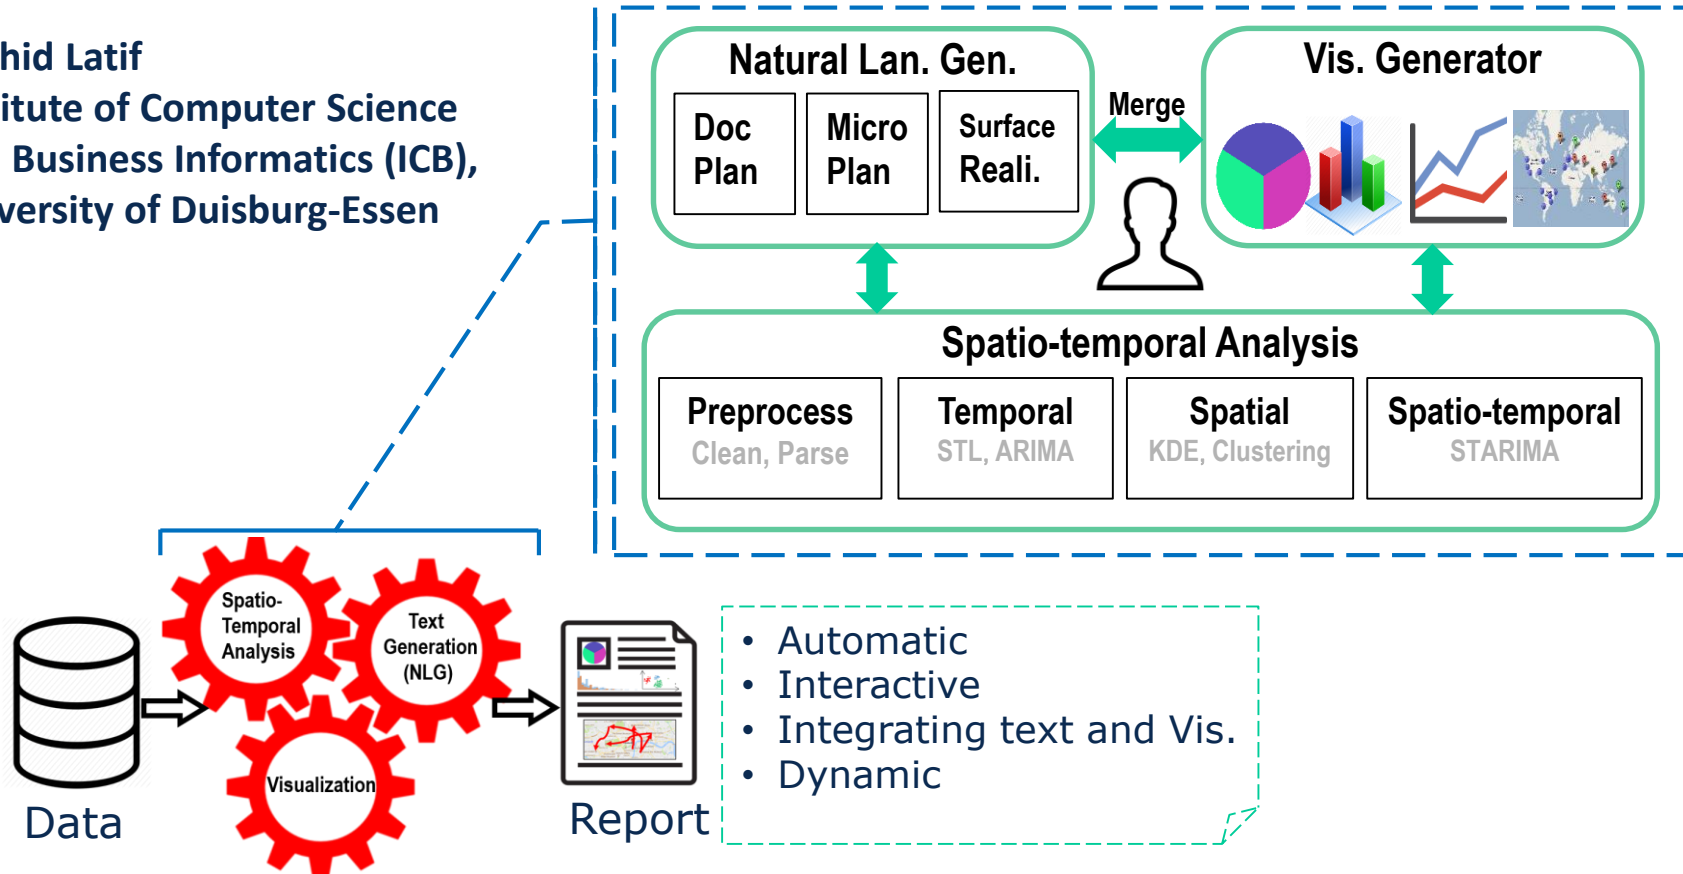 hid Latif
itute of Computer Science
Business Informatics (ICB),
versity of Duisburg-Essen
Natural Lan. Gen.
Doc
Plan
Micro
Plan
Surface
Reali.
Merge
Vis. Generator
Spatio-temporal Analysis
Preprocess
Clean, Parse
Temporal
STL, ARIMA
Spatial
KDE, Clustering
Spatio-temporal
STARIMA
Spatio-
Temporal
Analysis
Text
Generation
(NLG)
Visualization
Data
Report
• Automatic
• Interactive
• Integrating text and Vis.
• Dynamic